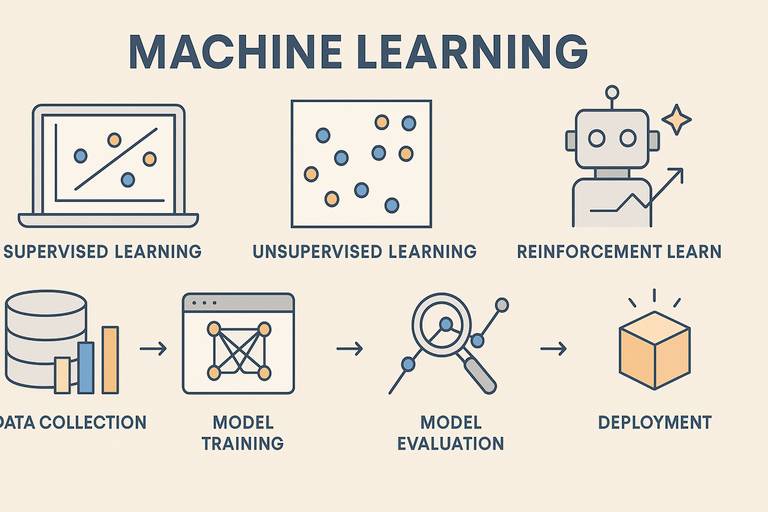 MACHINE LEARNING
SUPERVISED LEARNING
UNSUPERVISED LEARNING
REINFORCEMENT LEARN
DATA COLLECTION
MODEL
TRAINING
MODEL
EVALUATION
DEPLOYMENT